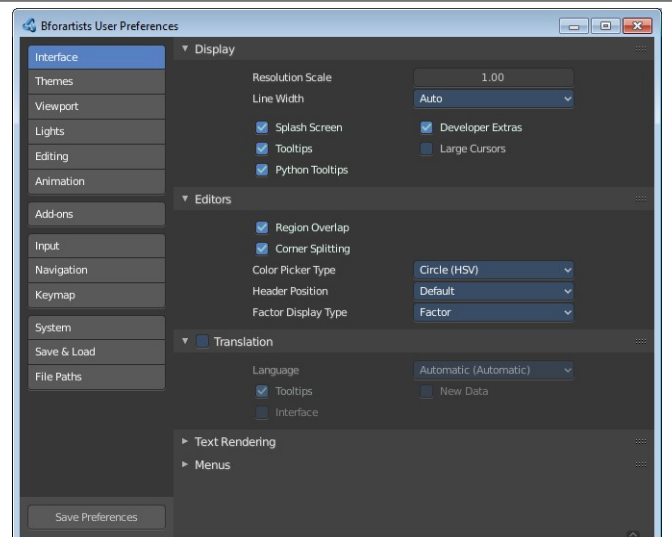 Bforartists User Preferences
Interface
Themes
Viewport
Lights
Editing
Animation
Add-ons
Input
Navigation
Keymap
System
Save & Load
File Paths
Save Preferences
Display
Resolution Scale 1.00
Line Width Auto
Splash Screen Developer Extras
Tooltips Large Cursors
Python Tooltips
Editors
Region Overlap
Corner Splitting
Color Picker Type Circle (HSV)
Header Position Default
Factor Display Type Factor
Translation
Language Automatic (Automatic)
Tooltips New Data
Interface
Text Rendering
Menus